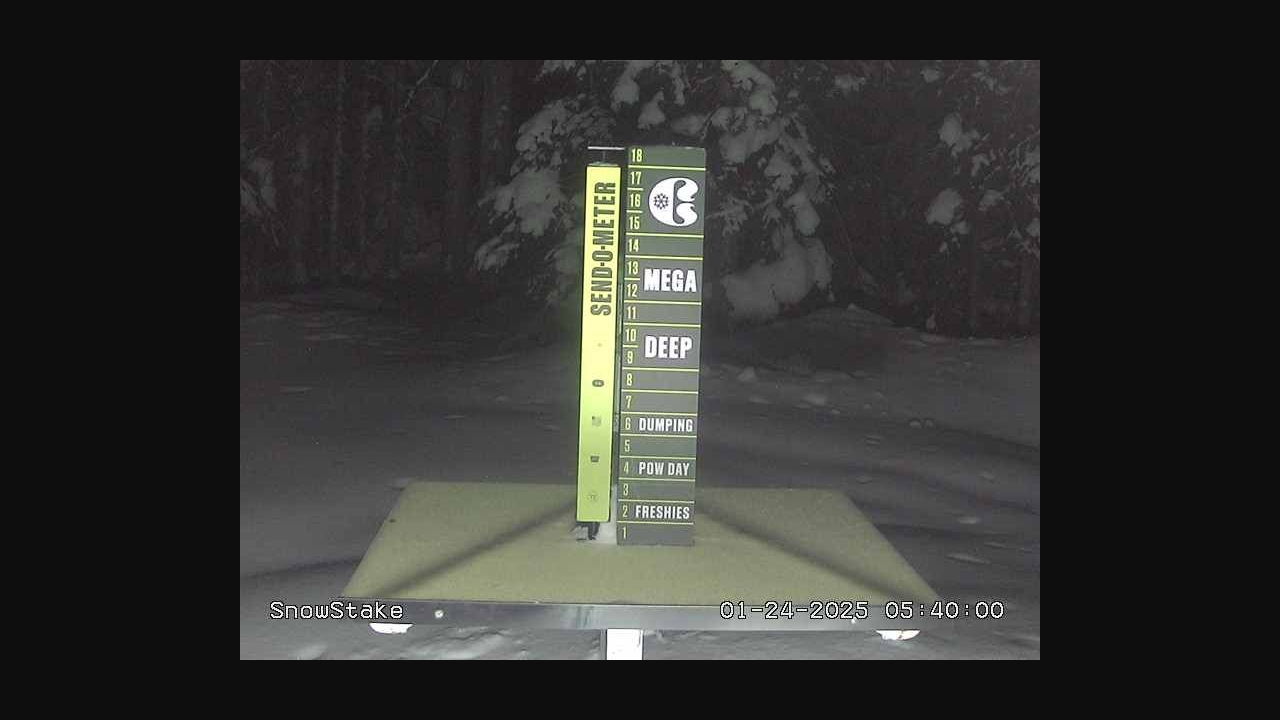 SEND-O-METER
18
17
16
15
14
13
12
MEGA
11
10
9
DEEP
8
7
6 DUMPING
5
4 POW DAY
3
2 FRESHIES
1
SnowStake
01-24-2025 05:40:00